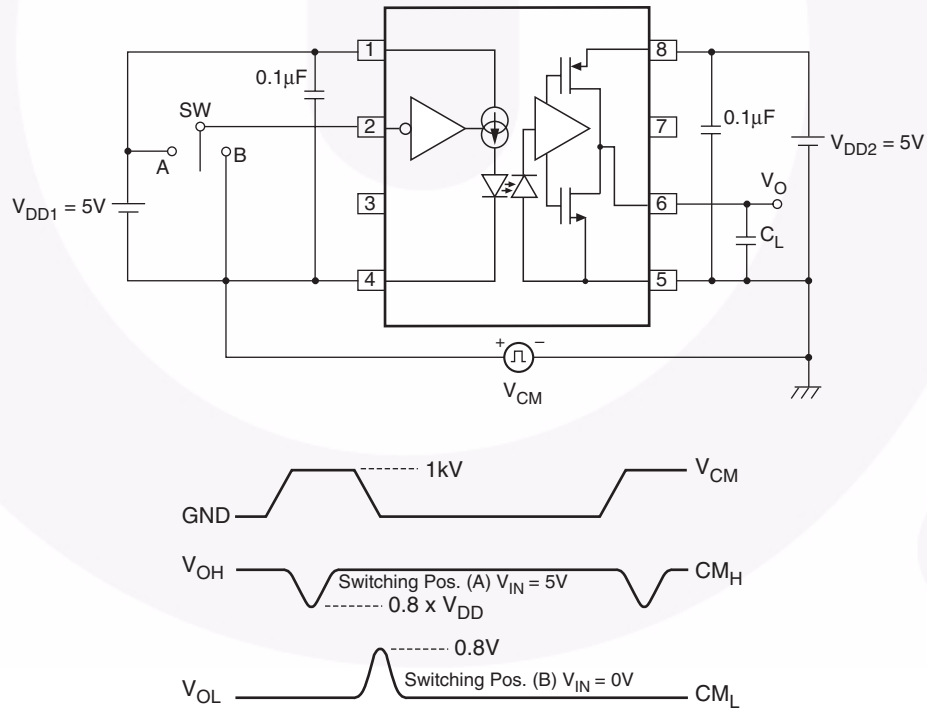 1
8
0.1µF
SW
2
7
0.1µF
A
B
V_DD2 = 5V
V_DD1 = 5V
3
6
V_O
C_L
4
5
+
–
V_CM
1kV
V_CM
GND
V_OH
Switching Pos. (A) V_IN = 5V
CM_H
0.8 x V_DD
0.8V
Switching Pos. (B) V_IN = 0V
V_OL
CM_L